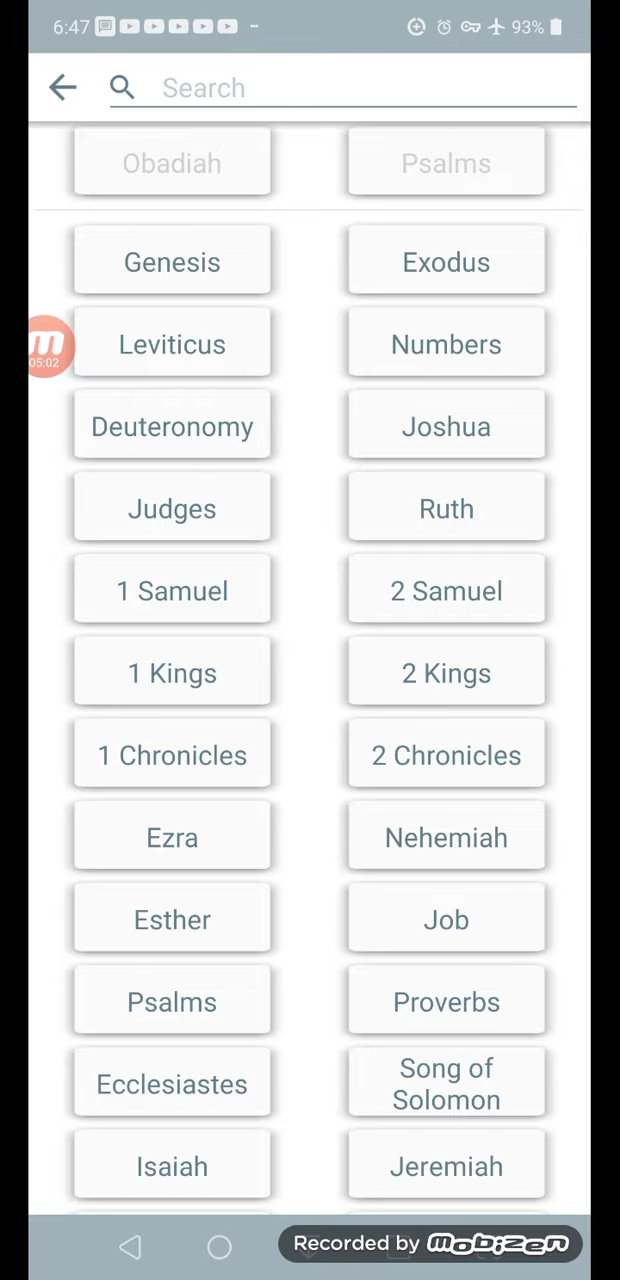 6:47 93%
Search
Obadiah Psalms
Genesis Exodus
Leviticus Numbers
m
05:02
Deuteronomy Joshua
Judges Ruth
1 Samuel 2 Samuel
1 Kings 2 Kings
1 Chronicles 2 Chronicles
Ezra Nehemiah
Esther Job
Psalms Proverbs
Ecclesiastes Song of
Solomon
Isaiah Jeremiah
Recorded by mobizen